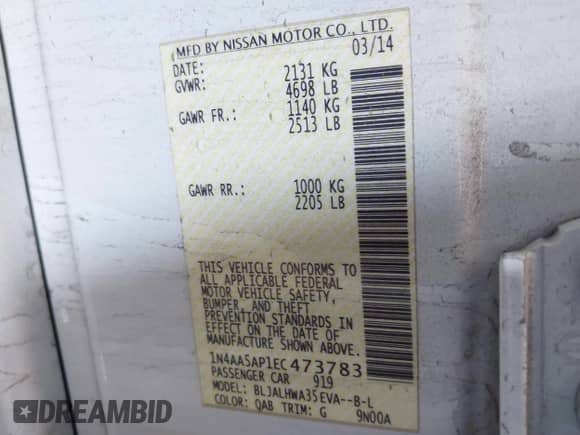 MFD BY NISSAN MOTOR CO., LTD.
DATE: 03/14
GVWR: 2131 KG
4698 LB
GAWR FR.: 1140 KG
2513 LB
GAWR RR.: 1000 KG
2205 LB
THIS VEHICLE CONFORMS TO
ALL APPLICABLE FEDERAL
MOTOR VEHICLE SAFETY,
BUMPER, AND THEFT
PREVENTION STANDARDS IN
EFFECT ON THE DATE OF
MANUFACTURE SHOWN ABOVE.
1N4AA5AP1EC473783
PASSENGER CAR 919
MODEL: BLJALHWA35EVA--B-L
COLOR: QAB TRIM: G 9N00A
DREAMBID